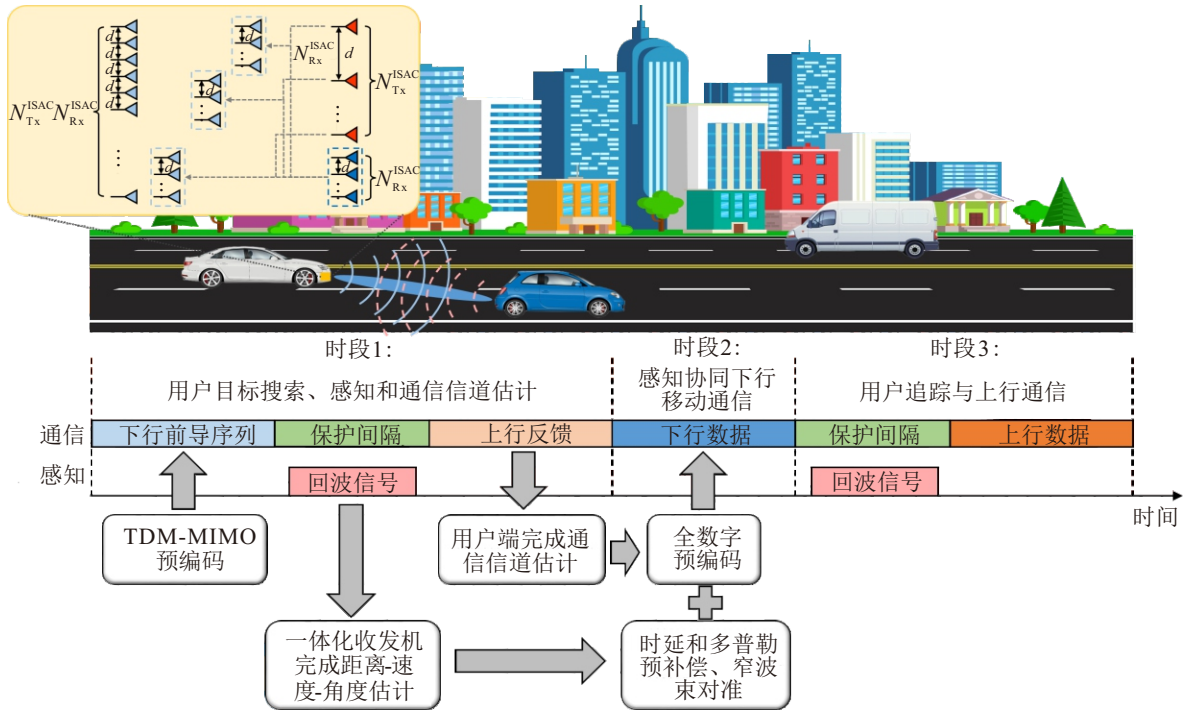 d
d
d
d
d
N_Tx^ISAC N_Rx^ISAC
⋮
d
⋮
d
⋮
d
⋮
N_Rx^ISAC d
⋮
N_Tx^ISAC
d
⋮
N_Rx^ISAC
时段1：
时段2：
时段3：
用户目标搜索、感知和通信信道估计
感知协同下行
移动通信
用户追踪与上行通信
通信
下行前导序列
保护间隔
上行反馈
下行数据
保护间隔
上行数据
感知
回波信号
回波信号
时间
TDM-MIMO
预编码
用户端完成通
信信道估计
全数字
预编码
一体化收发机
完成距离-速
度-角度估计
时延和多普勒
预补偿、窄波
束对准